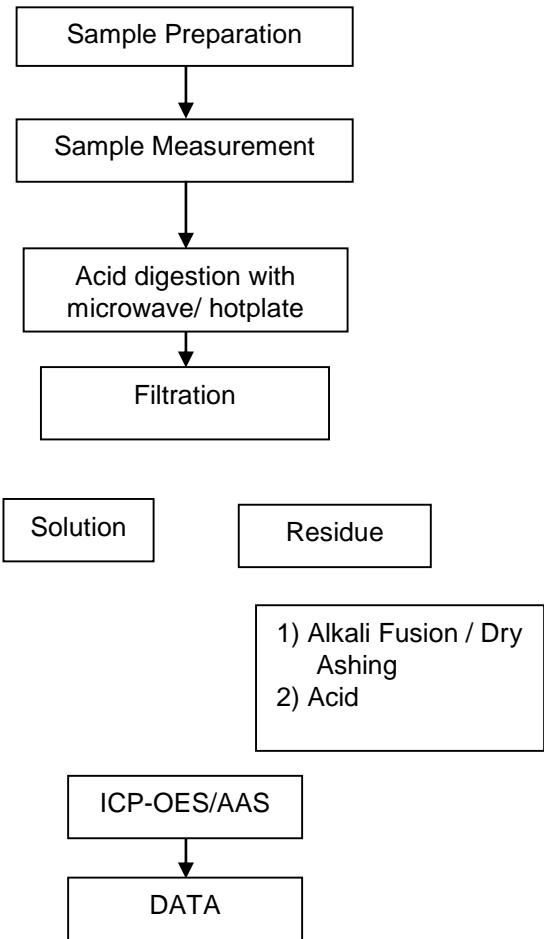 Sample Preparation
Sample Measurement
Acid digestion with
microwave/ hotplate
Filtration
Solution
Residue
1) Alkali Fusion / Dry
Ashing
2) Acid
ICP-OES/AAS
DATA